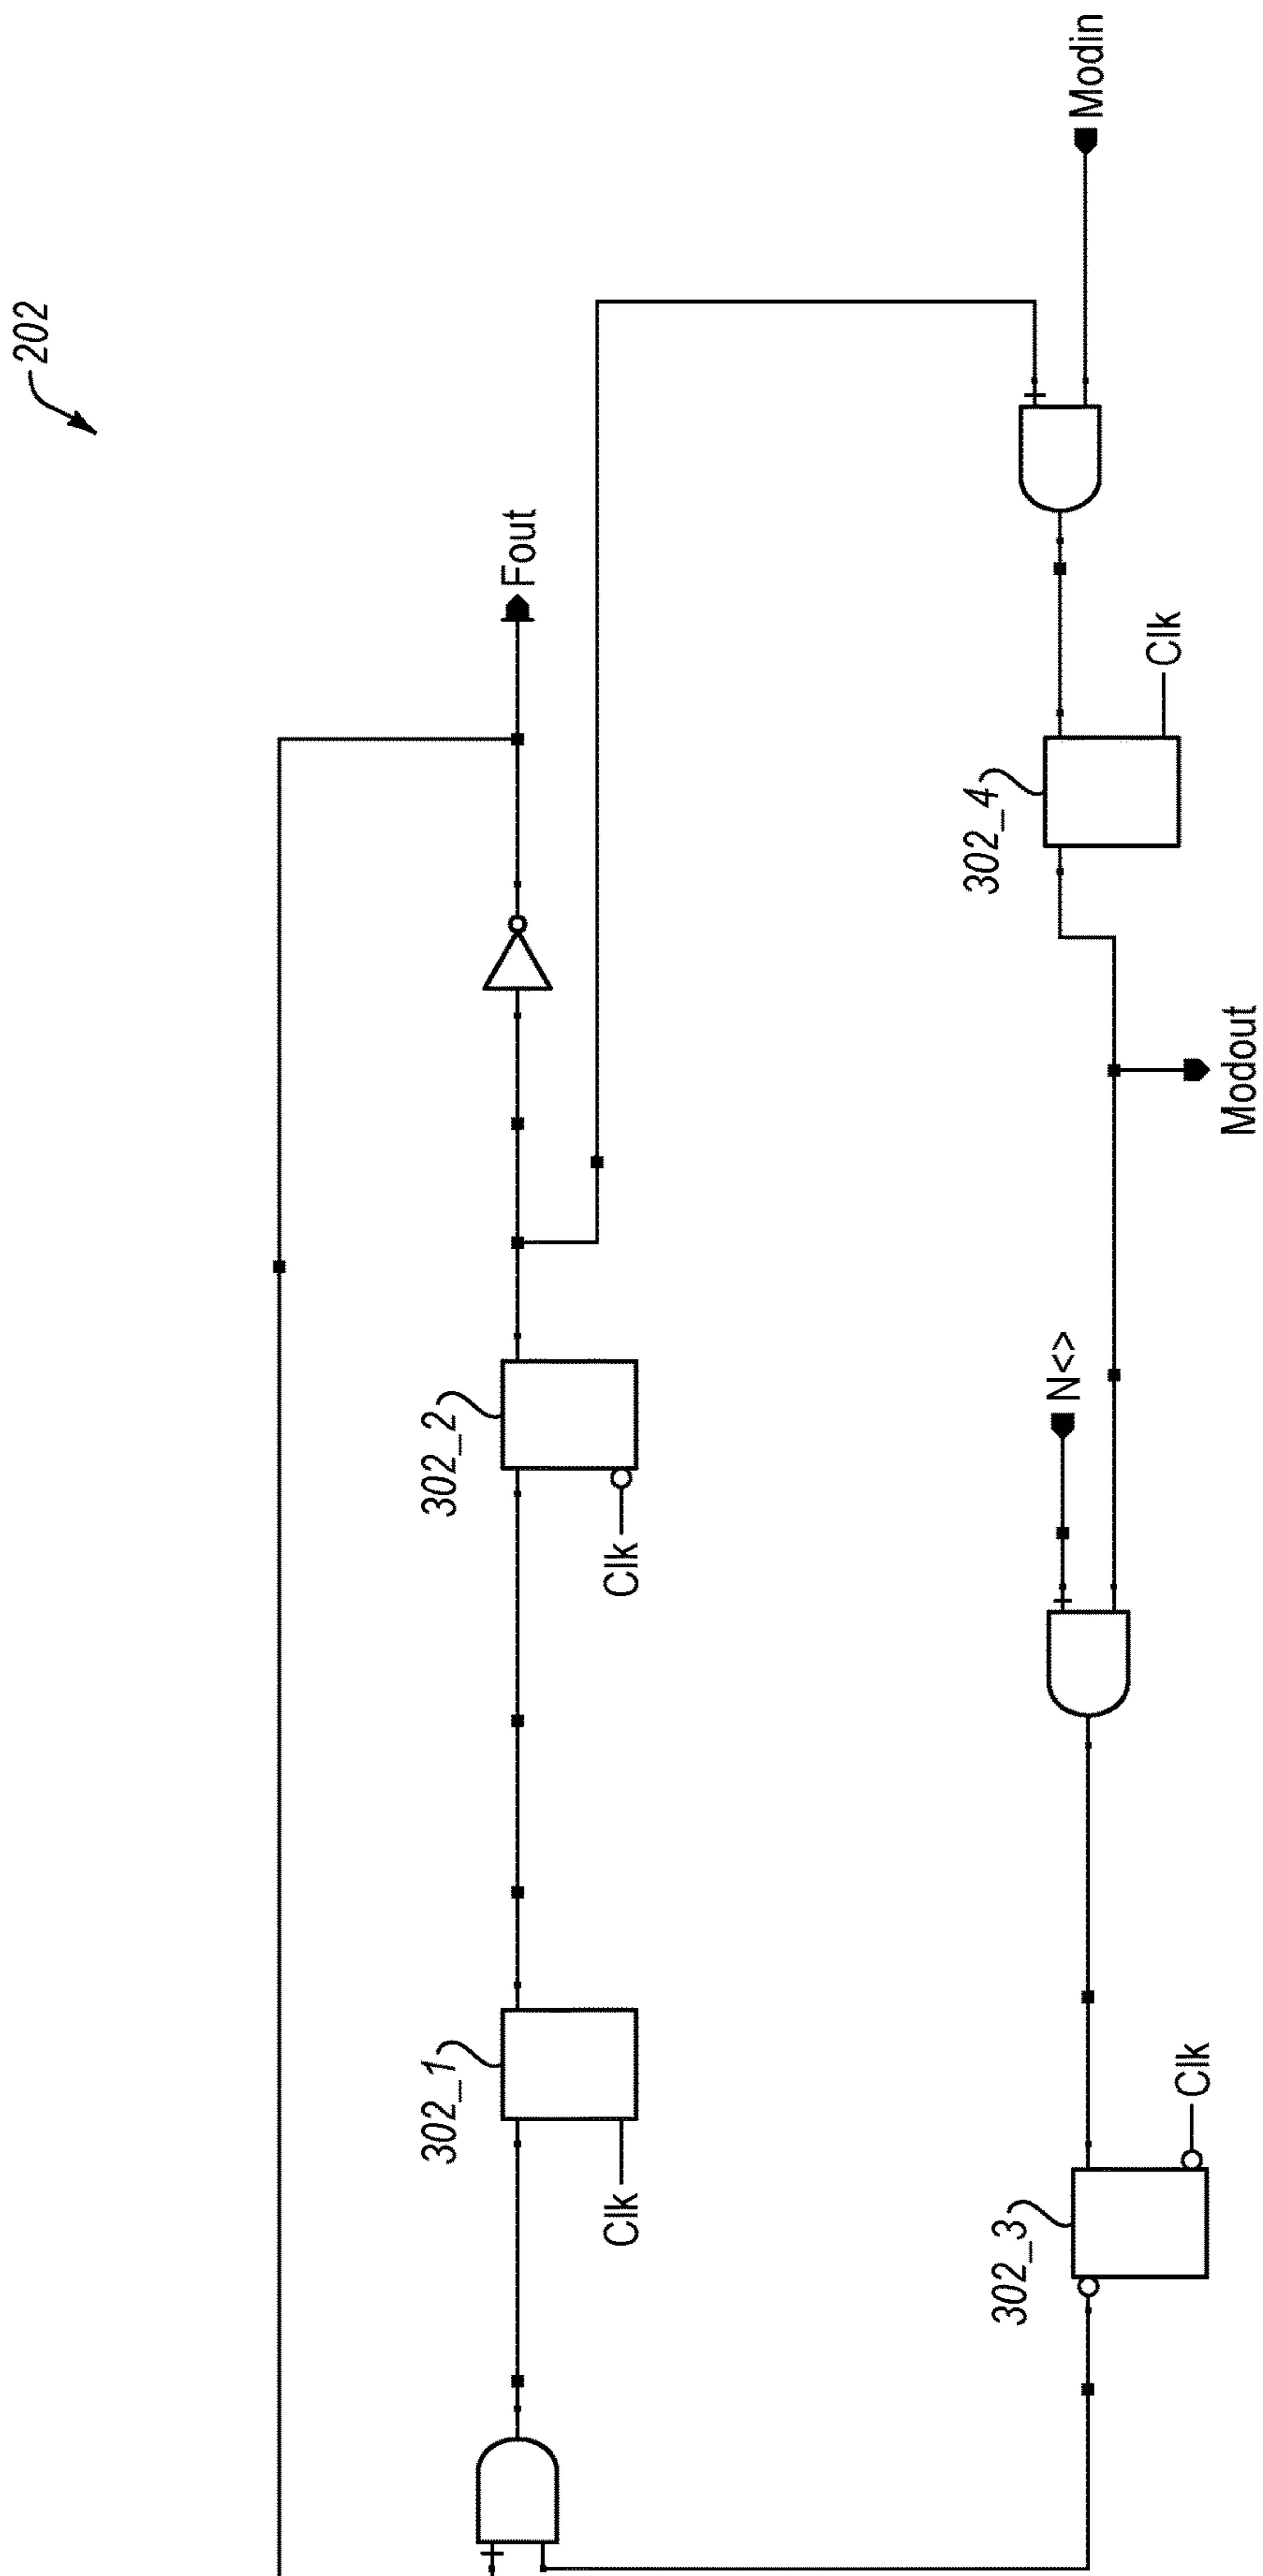 202
Fout
Modin
302_1
Clk
302_2
Clk
302_3
Clk
N<>
Modout
302_4
Clk